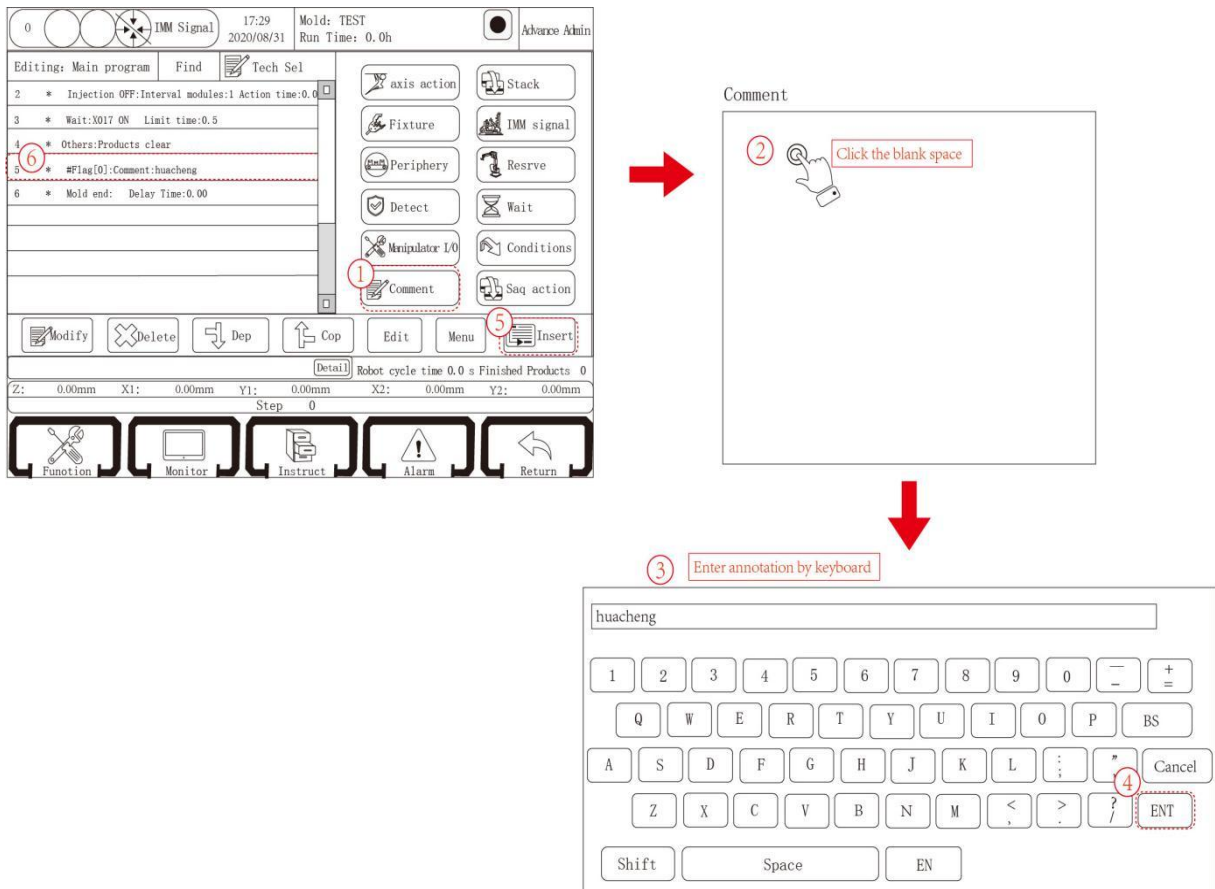 0 IMM Signal 17:29 2020/08/31 Mold: TEST Run Time: 0.0h Advance Admin
Editing: Main program Find Tech Sel
2 * Injection OFF:Interval modules:1 Action time:0.0
3 * Wait:X017 ON Limit time:0.5
4 * Others:Products clear
⑥
5 * #Flag[0]:Comment:huacheng
6 * Mold end: Delay Time:0.00
axis action Stack
Fixture IMM signal
Periphery Resrve
Detect Wait
Manipulator I/O Conditions
①
Comment Saq action
⑤
Modify Delete Dep Cop Edit Menu Insert
Detail Robot cycle time 0.0 s Finished Products 0
Z: 0.00mm X1: 0.00mm Y1: 0.00mm X2: 0.00mm Y2: 0.00mm
Step 0
Funotion Monitor Instruct Alarm Return
Comment
② Click the blank space
③ Enter annotation by keyboard
huacheng
1 2 3 4 5 6 7 8 9 0 — - + =
Q W E R T Y U I O P BS
A S D F G H J K L : ; " , Cancel
④
Z X C V B N M < , > . ? / ENT
Shift Space EN